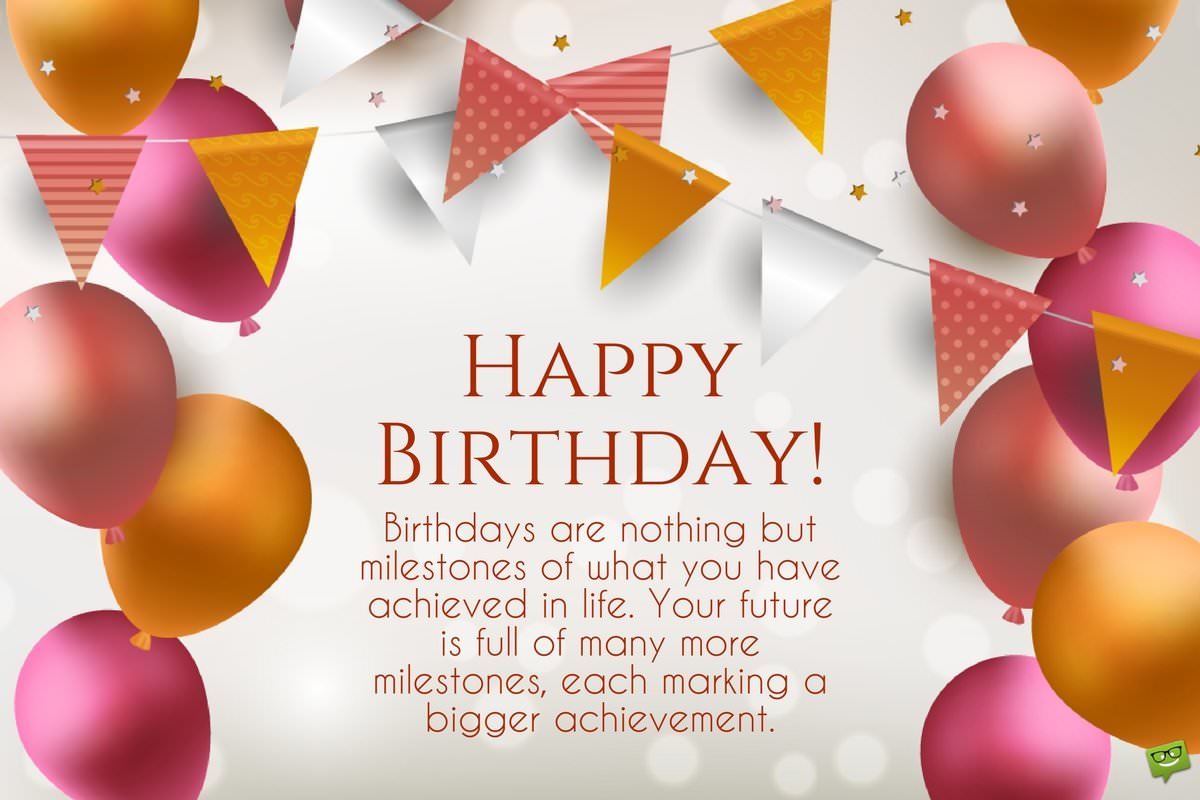 Happy
Birthday!
Birthdays are nothing but
milestones of what you have
achieved in life. Your future
is full of many more
milestones, each marking a
bigger achievement.